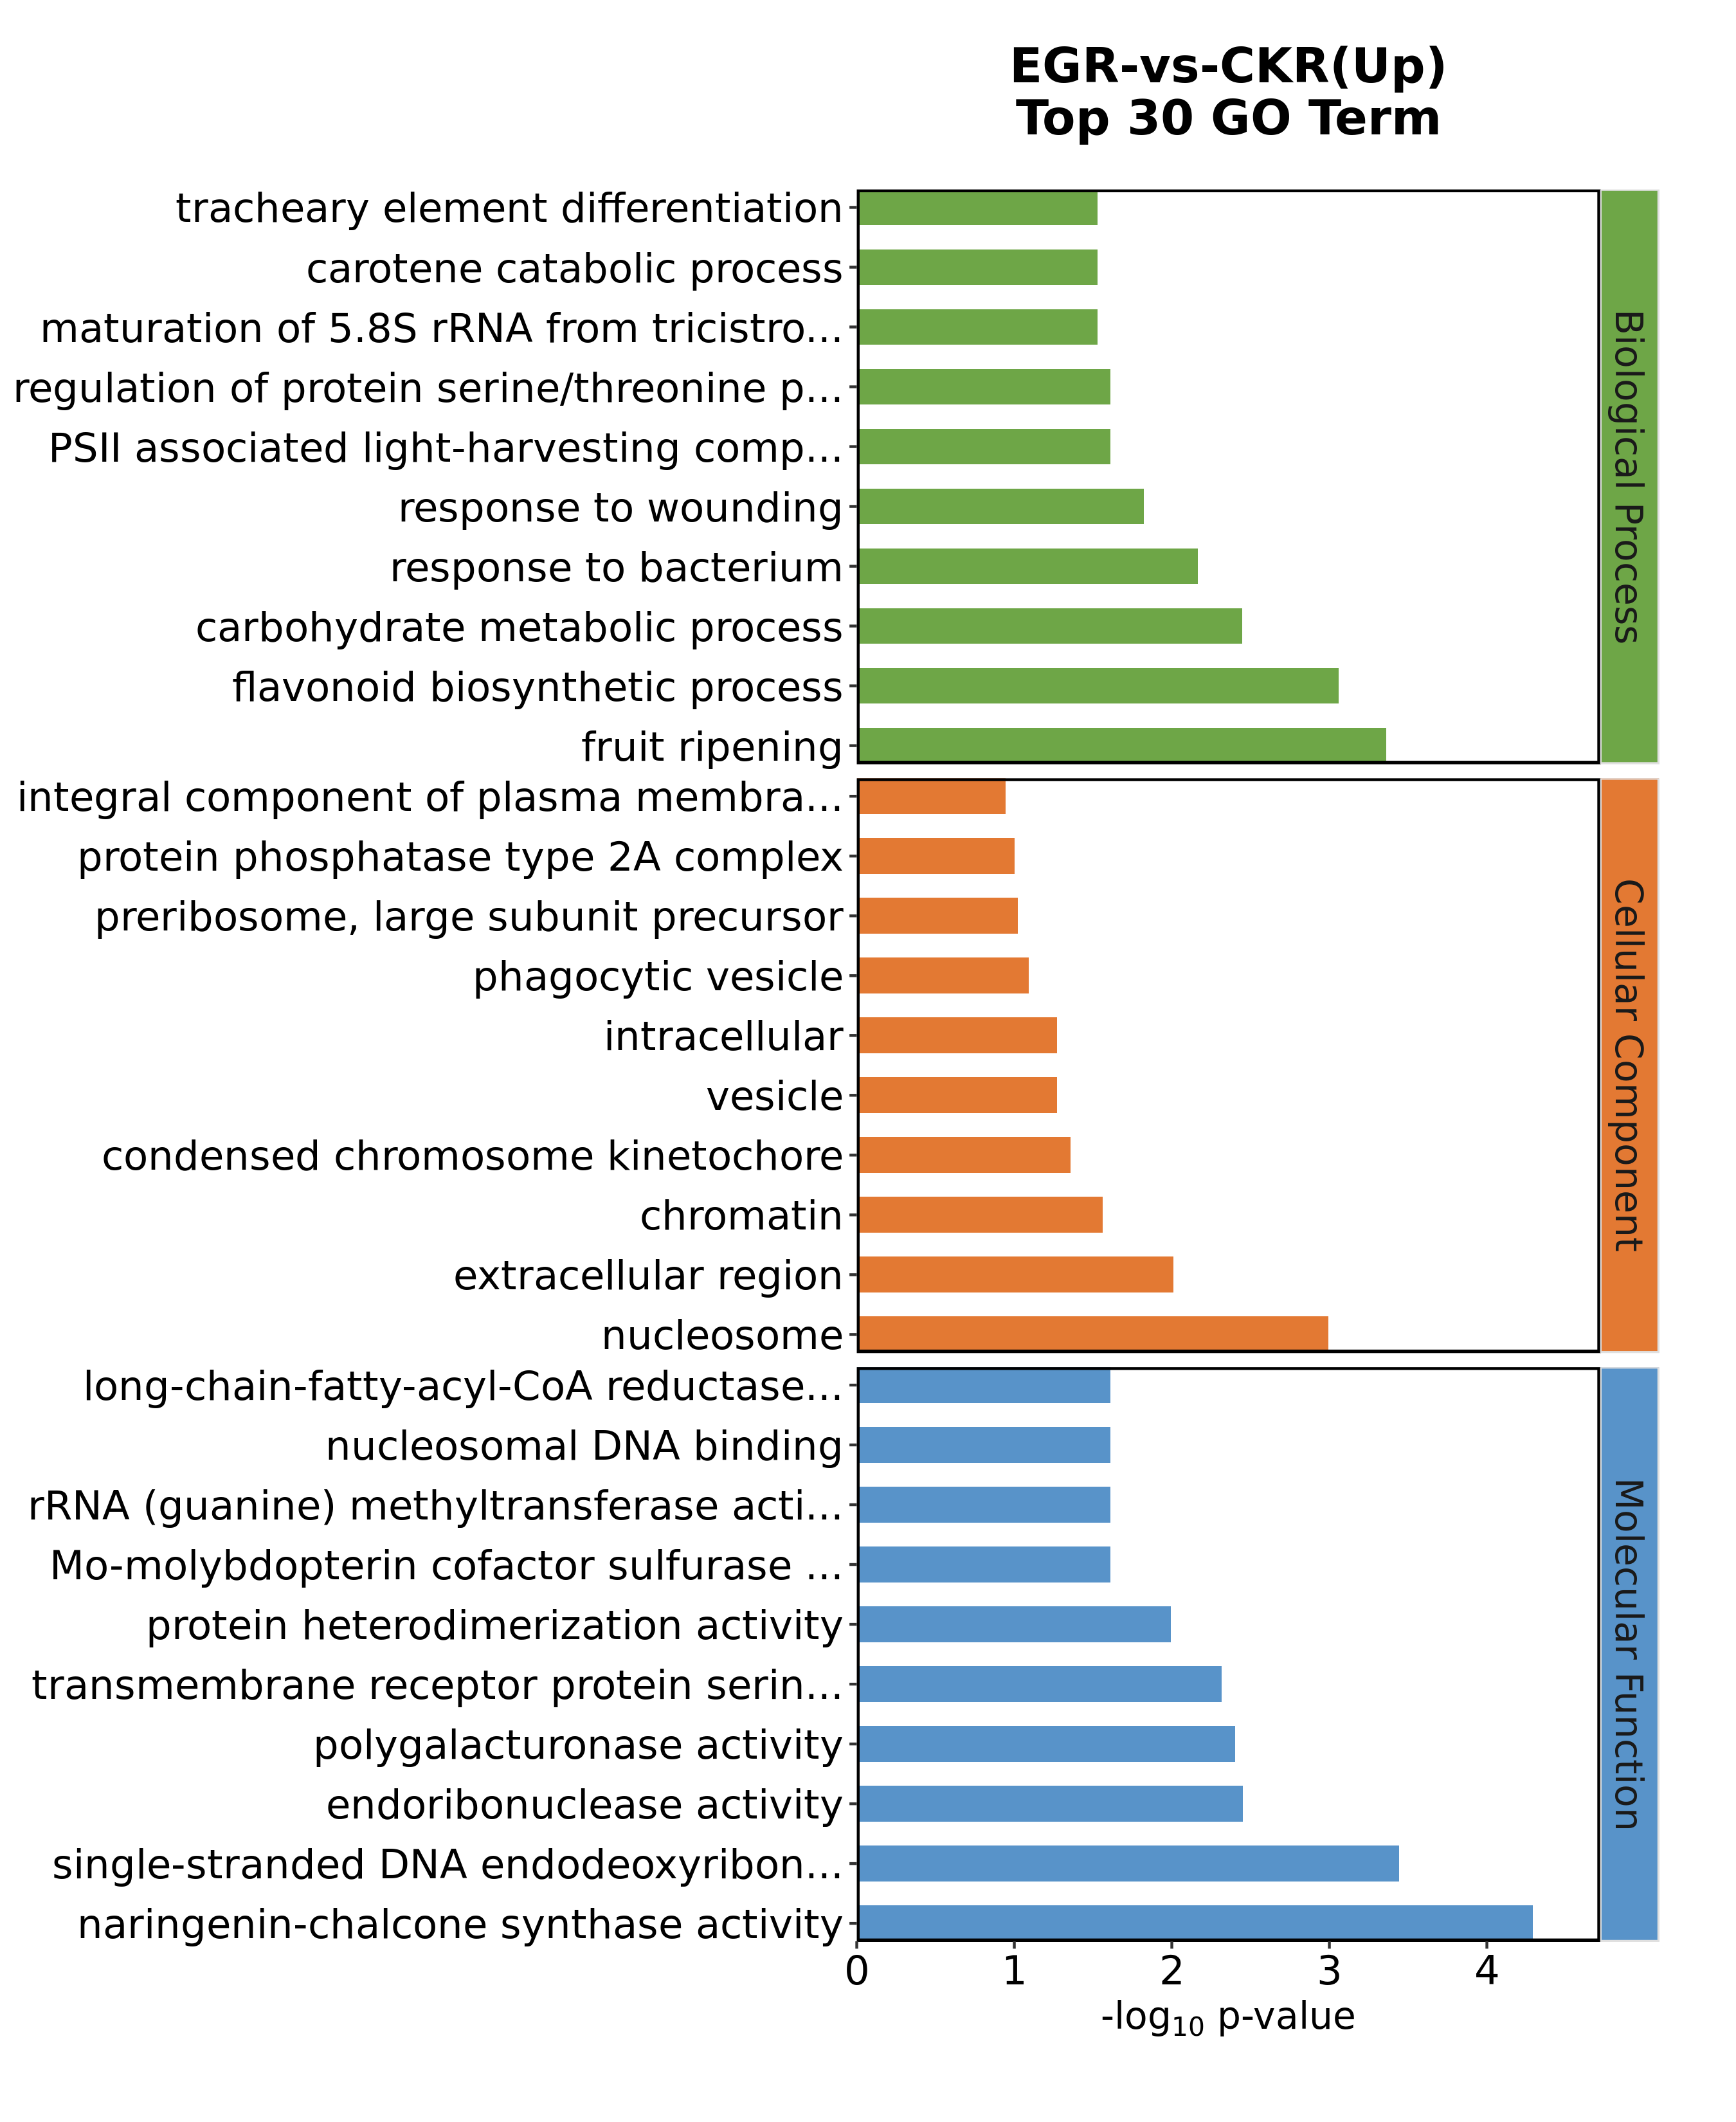 EGR-vs-CKR(Up)
Top 30 GO Term
tracheary element differentiation
carotene catabolic process
maturation of 5.8S rRNA from tricistro...
regulation of protein serine/threonine p...
PSII associated light-harvesting comp...
response to wounding
response to bacterium
carbohydrate metabolic process
flavonoid biosynthetic process
fruit ripening
Biological Process
integral component of plasma membra...
protein phosphatase type 2A complex
preribosome, large subunit precursor
phagocytic vesicle
intracellular
vesicle
condensed chromosome kinetochore
chromatin
extracellular region
nucleosome
Cellular Component
long-chain-fatty-acyl-CoA reductase...
nucleosomal DNA binding
rRNA (guanine) methyltransferase acti...
Mo-molybdopterin cofactor sulfurase ...
protein heterodimerization activity
transmembrane receptor protein serin...
polygalacturonase activity
endoribonuclease activity
single-stranded DNA endodeoxyribon...
naringenin-chalcone synthase activity
Molecular Function
0 1 2 3 4
-log₁₀ p-value